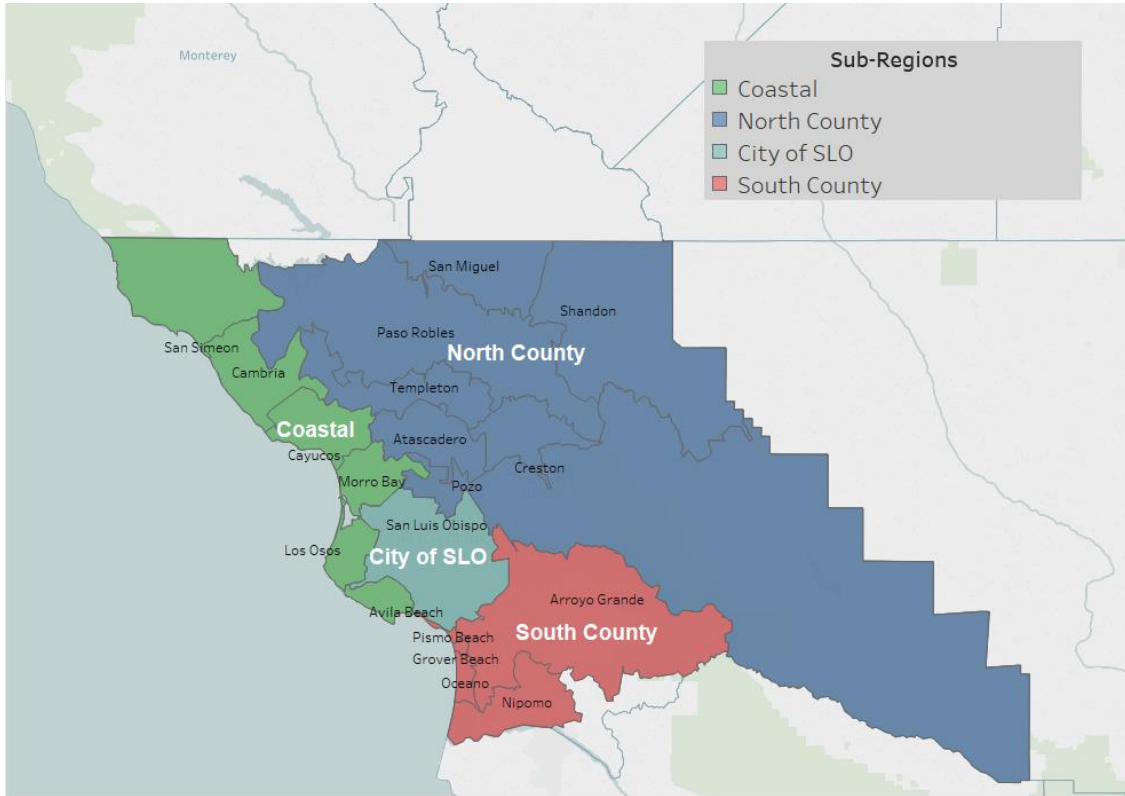 Monterey
Sub-Regions
Coastal
North County
City of SLO
South County
San Miguel
Shandon
Paso Robles
North County
San Simeon
Cambria
Templeton
Coastal
Atascadero
Cayucos
Creston
Morro Bay
Pozo
San Luis Obispo
Los Osos
City of SLO
Arroyo Grande
Avila Beach
South County
Pismo Beach
Grover Beach
Oceano
Nipomo